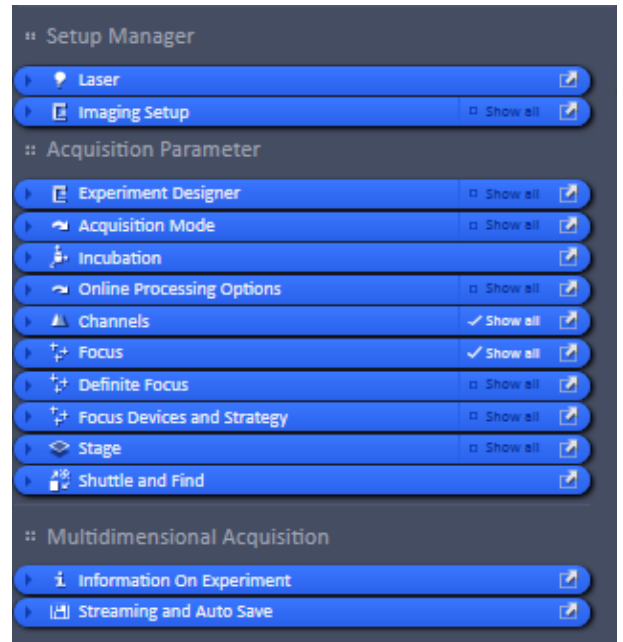 Setup Manager
Laser
Imaging Setup Show all
Acquisition Parameter
Experiment Designer Show all
Acquisition Mode Show all
Incubation
Online Processing Options Show all
Channels Show all
Focus Show all
Definite Focus Show all
Focus Devices and Strategy Show all
Stage Show all
Shuttle and Find
Multidimensional Acquisition
Information On Experiment
Streaming and Auto Save